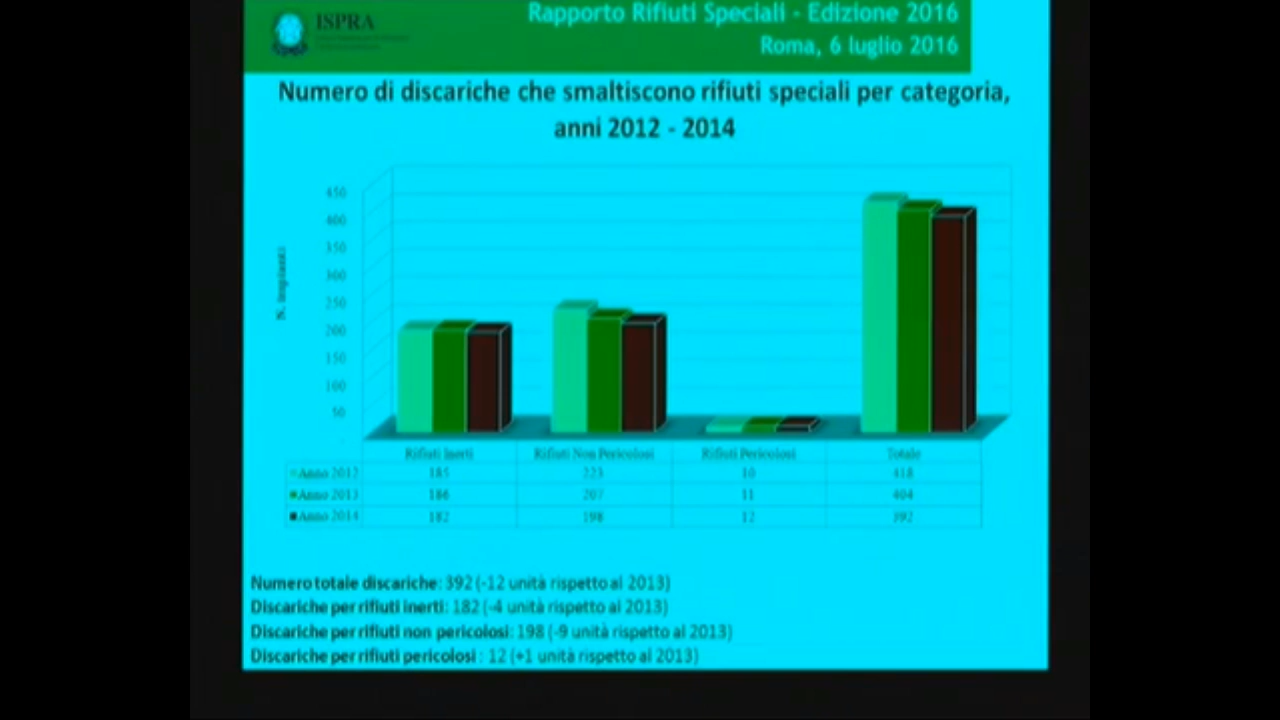 ISPRA
Rapporto Rifiuti Speciali - Edizione 2016
Roma, 6 luglio 2016
Numero di discariche che smaltiscono rifiuti speciali per categoria,
anni 2012 - 2014
N. Impianti
450
400
350
300
250
200
150
100
50
Rifiuti Inerti Rifiuti Non Pericolosi Rifiuti Pericolosi Totale
Anno 2012 185 223 10 418
Anno 2013 186 207 11 404
Anno 2014 182 198 12 392
Numero totale discariche: 392 (-12 unità rispetto al 2013)
Discariche per rifiuti inerti: 182 (-4 unità rispetto al 2013)
Discariche per rifiuti non pericolosi: 198 (-9 unità rispetto al 2013)
Discariche per rifiuti pericolosi : 12 (+1 unità rispetto al 2013)